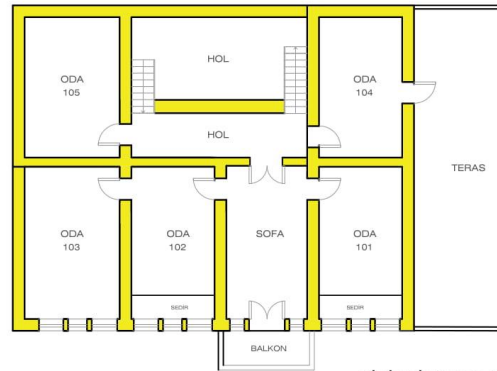 HOL
ODA
105
ODA
104
HOL
TERAS
ODA
103
ODA
102
SOFA
ODA
101
SEDİR
SEDİR
BALKON